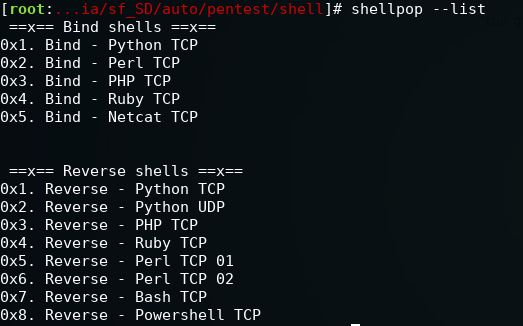 [root:...ia/sf_SD/auto/pentest/shell]# shellpop --list
==x== Bind shells ==x==
0x1. Bind - Python TCP
0x2. Bind - Perl TCP
0x3. Bind - PHP TCP
0x4. Bind - Ruby TCP
0x5. Bind - Netcat TCP
==x== Reverse shells ==x==
0x1. Reverse - Python TCP
0x2. Reverse - Python UDP
0x3. Reverse - PHP TCP
0x4. Reverse - Ruby TCP
0x5. Reverse - Perl TCP 01
0x6. Reverse - Perl TCP 02
0x7. Reverse - Bash TCP
0x8. Reverse - Powershell TCP